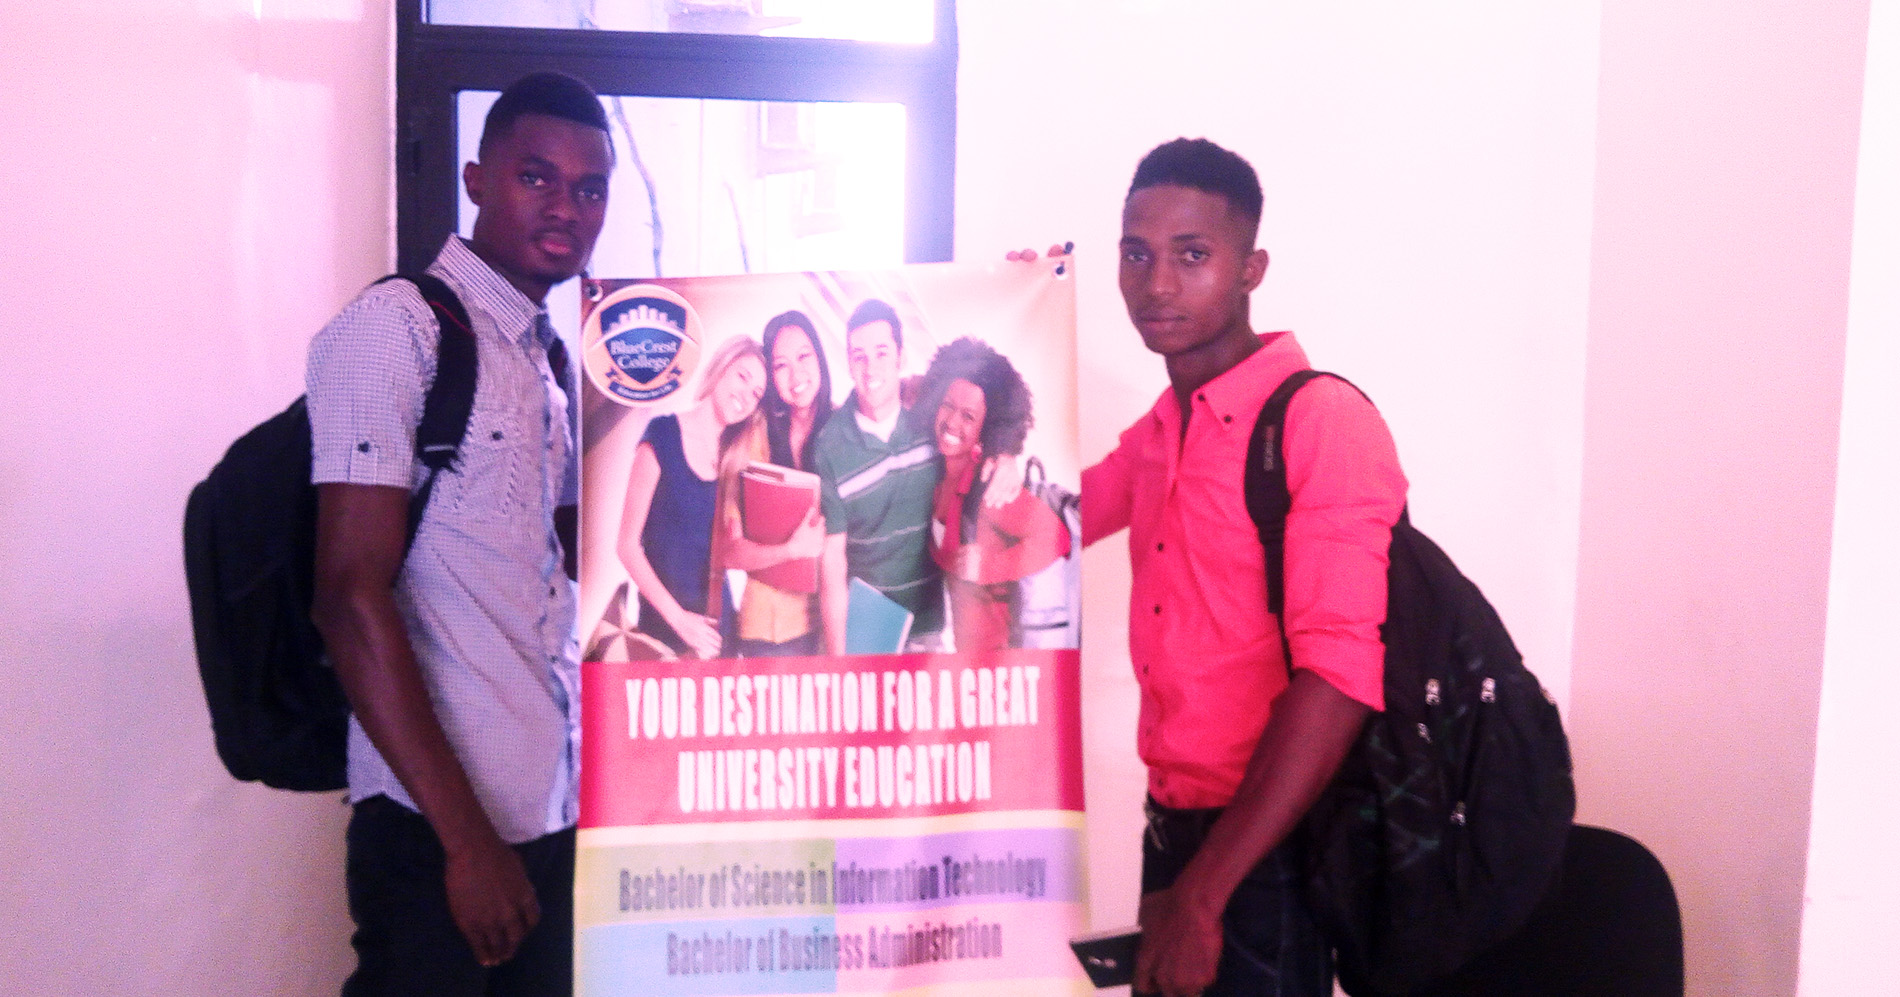 BlueCrest
College
YOUR DESTINATION FOR A GREAT
UNIVERSITY EDUCATION
Bachelor of Science in Information Technology
Bachelor of Business Administration